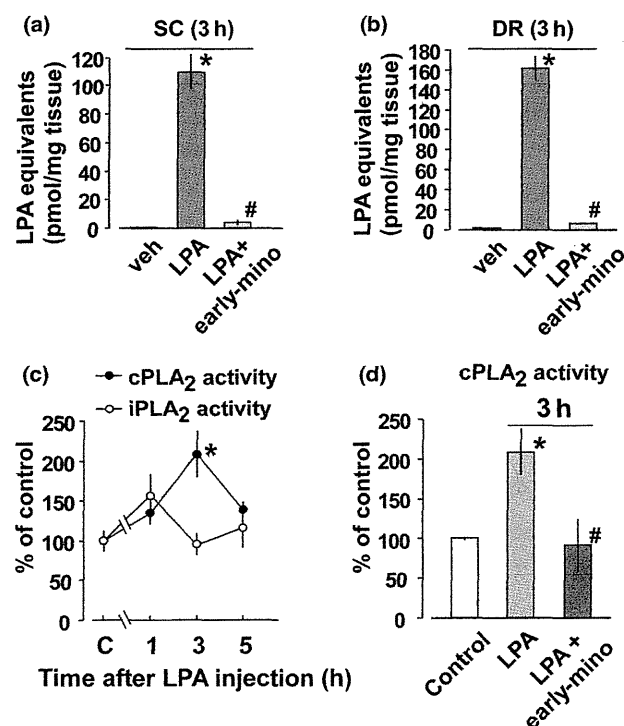 (a) SC (3 h)
LPA equivalents
(pmol/mg tissue)
120
100
80
60
40
20
0
*
#
veh
LPA
LPA+
early-mino
(b) DR (3 h)
LPA equivalents
(pmol/mg tissue)
180
160
140
120
100
80
60
40
20
0
*
#
veh
LPA
LPA+
early-mino
(c)
cPLA₂ activity
iPLA₂ activity
% of control
250
200
150
100
50
0
*
C 1 3 5
Time after LPA injection (h)
(d) cPLA₂ activity
3 h
% of control
250
200
150
100
50
0
*
#
Control
LPA
LPA +
early-mino